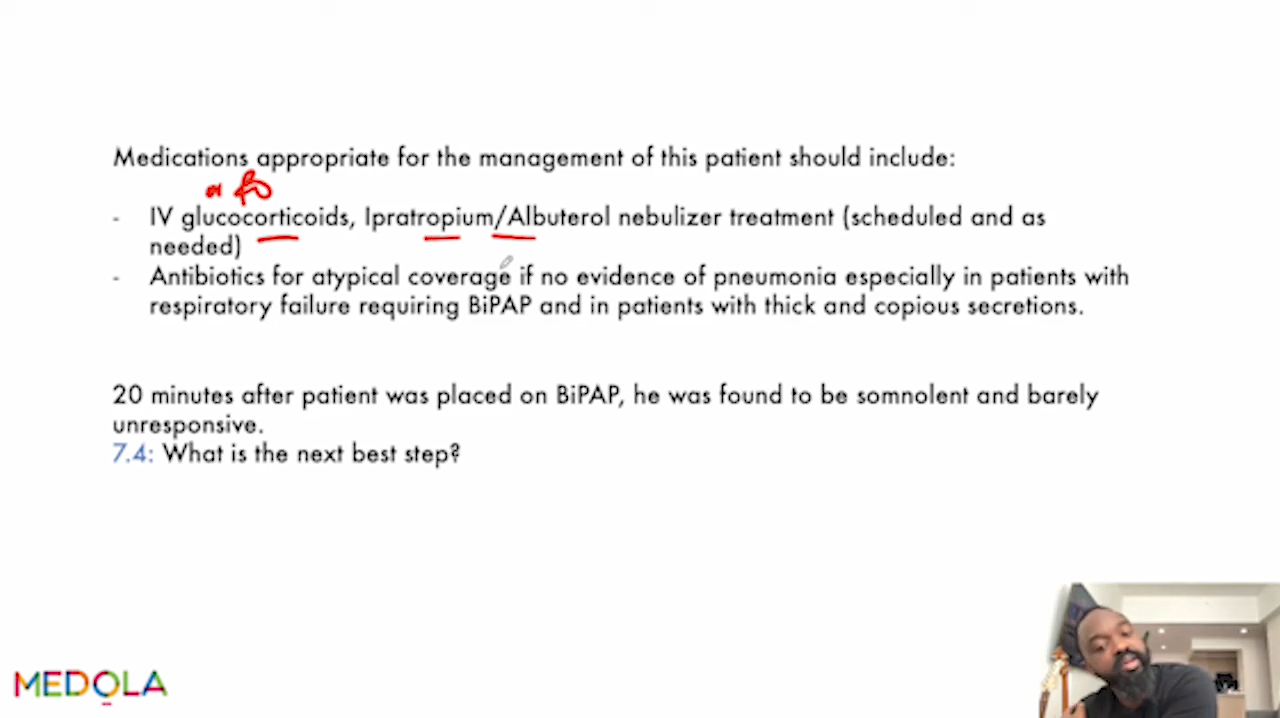 Medications appropriate for the management of this patient should include:
- IV glucocorticoids, Ipratropium/Albuterol nebulizer treatment (scheduled and as
needed)
- Antibiotics for atypical coverage if no evidence of pneumonia especially in patients with
respiratory failure requiring BiPAP and in patients with thick and copious secretions.
20 minutes after patient was placed on BiPAP, he was found to be somnolent and barely
unresponsive.
7.4: What is the next best step?
MEDOLA